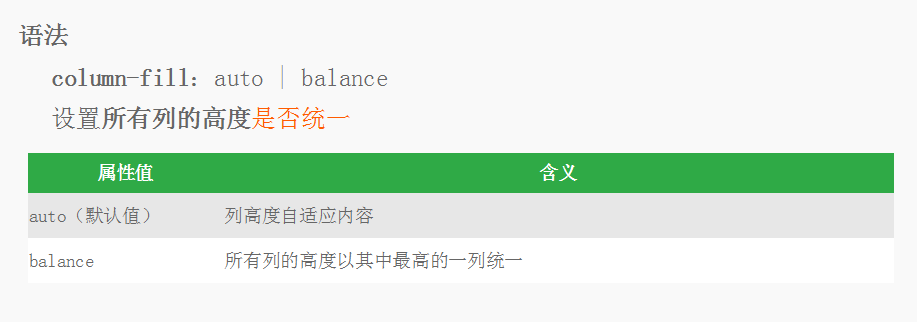 语法
column-fill: auto | balance
设置所有列的高度是否统一
属性值 含义
auto（默认值） 列高度自适应内容
balance 所有列的高度以其中最高的一列统一